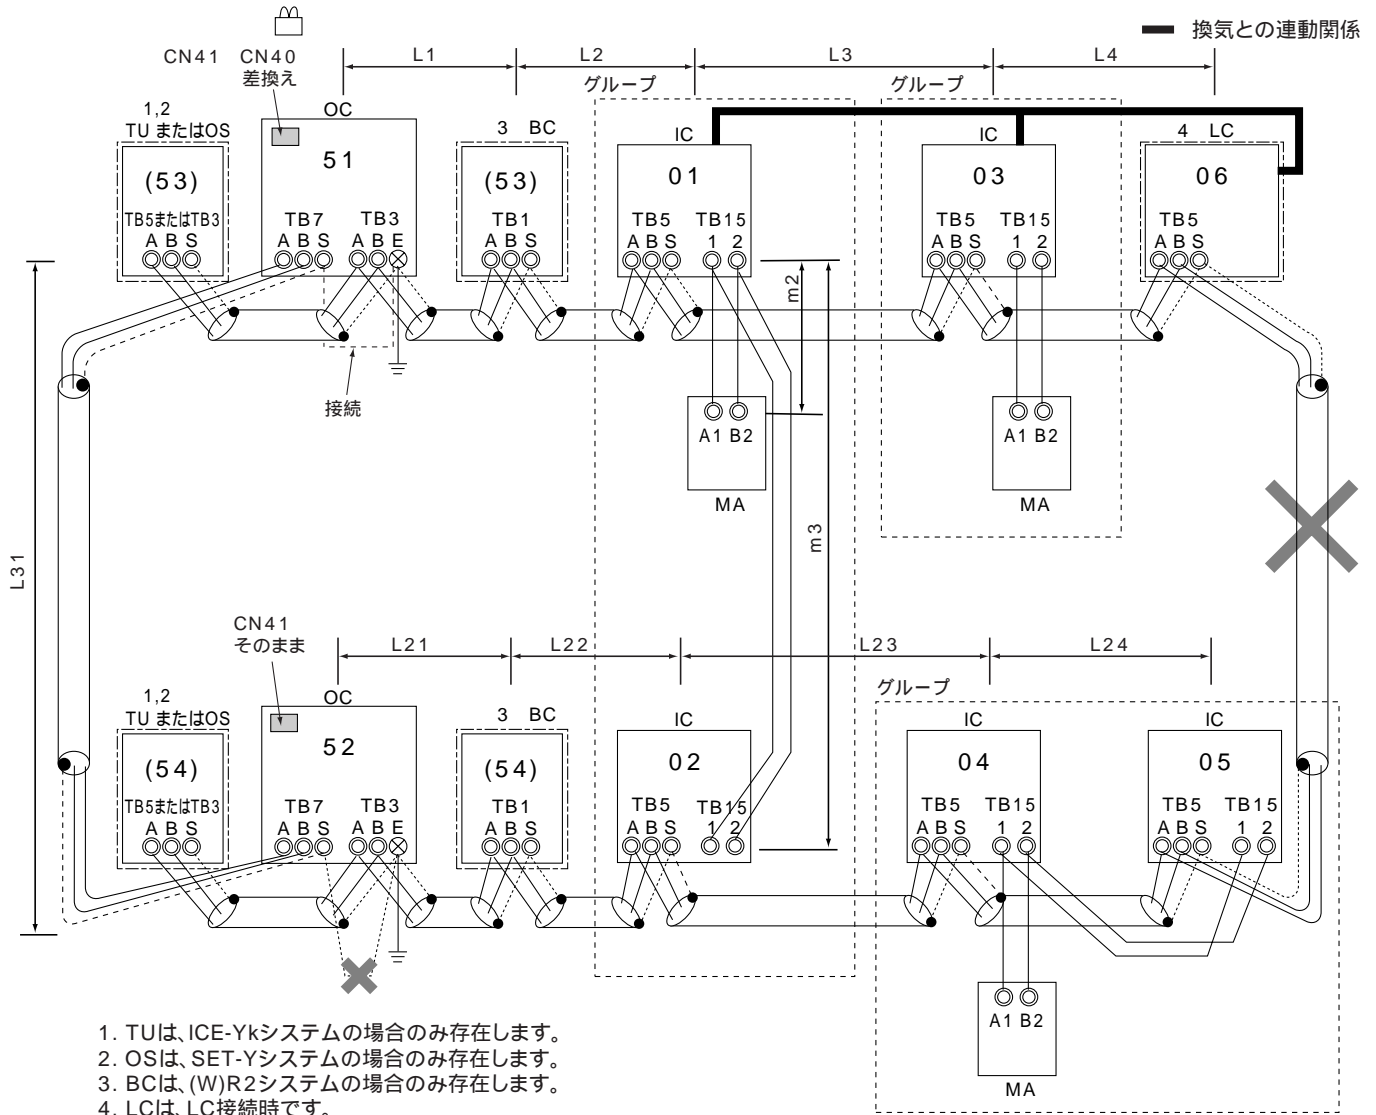 換気との連動関係
CN41 CN40
差換え
L1 L2 L3 L4
グループ グループ
1,2
TU またはOS
OC
3 BC
IC
IC
4 LC
(53)
51
(53)
01
03
06
TB5またはTB3
TB7 TB3
TB1
TB5 TB15
TB5 TB15
TB5
A B S
A B S A B E
A B S
A B S 1 2
A B S 1 2
A B S
m2
接続
A1 B2
A1 B2
MA
MA
m3
L31
CN41
そのまま
L21 L22 L23 L24
グループ
1,2
TU またはOS
OC
3 BC
IC
IC
IC
(54)
52
(54)
02
04
05
TB5またはTB3
TB7 TB3
TB1
TB5 TB15
TB5 TB15
TB5 TB15
A B S
A B S A B E
A B S
A B S 1 2
A B S 1 2
A B S 1 2
A1 B2
MA
1. TUは、ICE-Ykシステムの場合のみ存在します。
2. OSは、SET-Yシステムの場合のみ存在します。
3. BCは、(W)R2システムの場合のみ存在します。
4. LCは、LC接続時です。